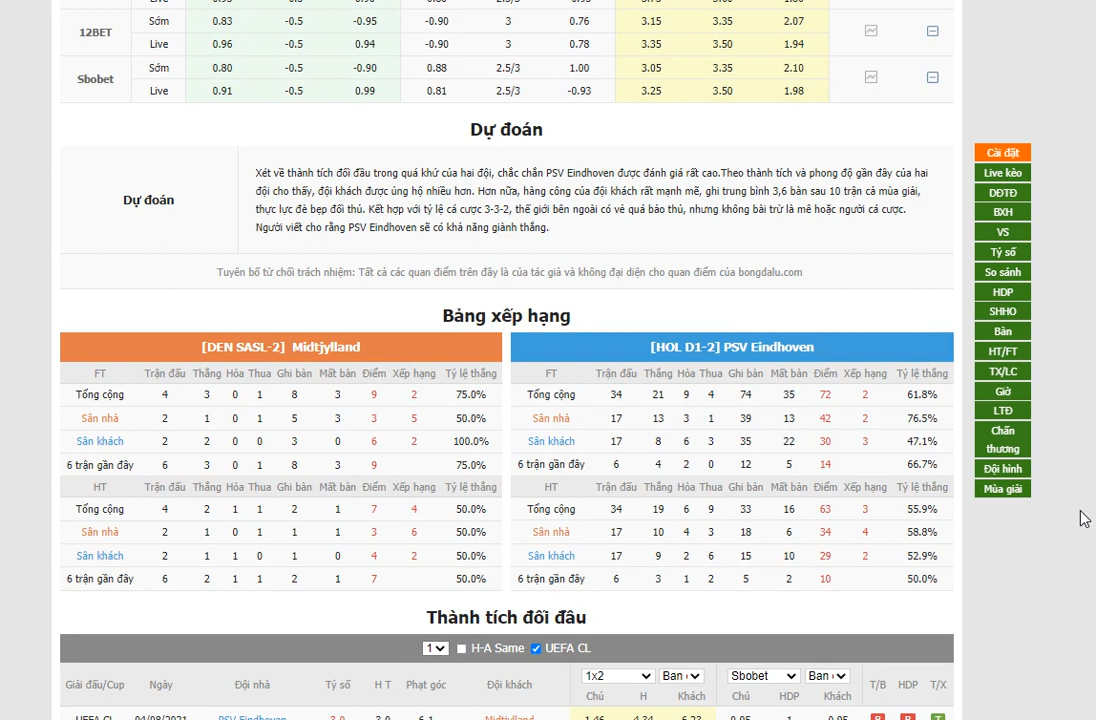 12BET Sớm 0.83 -0.5 -0.95 -0.90 3 0.76 3.15 3.35 2.07
Live 0.96 -0.5 0.94 -0.90 3 0.78 3.35 3.50 1.94
Sbobet Sớm 0.80 -0.5 -0.90 0.88 2.5/3 1.00 3.05 3.35 2.10
Live 0.91 -0.5 0.99 0.81 2.5/3 -0.93 3.25 3.50 1.98
Dự đoán
Dự đoán
Xét về thành tích đối đầu trong quá khứ của hai đội, chắc chắn PSV Eindhoven được đánh giá rất cao.Theo thành tích và phong độ gần đây của hai
đội cho thấy, đội khách được ủng hộ nhiều hơn. Hơn nữa, hàng công của đội khách rất mạnh mẽ, ghi trung bình 3,6 bàn sau 10 trận cả mùa giải,
thực lực đè bẹp đối thủ. Kết hợp với tỷ lệ cá cược 3-3-2, thế giới bên ngoài có vẻ quá bảo thủ, nhưng không bài trừ là mê hoặc người cá cược.
Người viết cho rằng PSV Eindhoven sẽ có khả năng giành thắng.
Tuyên bố từ chối trách nhiệm: Tất cả các quan điểm trên đây là của tác giả và không đại diện cho quan điểm của bongdalu.com
Bảng xếp hạng
[DEN SASL-2] Midtjylland
FT Trận đấu Thắng Hòa Thua Ghi bàn Mất bàn Điểm Xếp hạng Tỷ lệ thắng
Tổng cộng 4 3 0 1 8 3 9 2 75.0%
Sân nhà 2 1 0 1 5 3 3 5 50.0%
Sân khách 2 2 0 0 3 0 6 2 100.0%
6 trận gần đây 6 3 0 1 8 3 9 75.0%
HT Trận đấu Thắng Hòa Thua Ghi bàn Mất bàn Điểm Xếp hạng Tỷ lệ thắng
Tổng cộng 4 2 1 1 2 1 7 4 50.0%
Sân nhà 2 1 0 1 1 1 3 6 50.0%
Sân khách 2 1 1 0 1 0 4 2 50.0%
6 trận gần đây 6 2 1 1 2 1 7 50.0%
[HOL D1-2] PSV Eindhoven
FT Trận đấu Thắng Hòa Thua Ghi bàn Mất bàn Điểm Xếp hạng Tỷ lệ thắng
Tổng cộng 34 21 9 4 74 35 72 2 61.8%
Sân nhà 17 13 3 1 39 13 42 2 76.5%
Sân khách 17 8 6 3 35 22 30 3 47.1%
6 trận gần đây 6 4 2 0 12 5 14 66.7%
HT Trận đấu Thắng Hòa Thua Ghi bàn Mất bàn Điểm Xếp hạng Tỷ lệ thắng
Tổng cộng 34 19 6 9 33 16 63 3 55.9%
Sân nhà 17 10 4 3 18 6 34 4 58.8%
Sân khách 17 9 2 6 15 10 29 2 52.9%
6 trận gần đây 6 3 1 2 5 2 10 50.0%
Thành tích đối đầu
1 H-A Same UEFA CL
Giải đấu/Cup Ngày Đội nhà Tỷ số H T Phạt góc Đội khách 1x2 Ban Sbobet Ban T/B HDP T/X
Chủ H Khách Chủ HDP Khách
UEFA CL 04/08/2021 PSV Eindhoven 3-0 3-0 6-1 Midtjylland 1.46 4.34 6.23 0.95 1 0.95 B B T
Cài đặt
Live kèo
DĐTĐ
BXH
VS
Tỷ số
So sánh
HDP
SHHO
Bàn
HT/FT
TX/LC
Giờ
LTĐ
Chấn
thương
Đội hình
Mùa giải